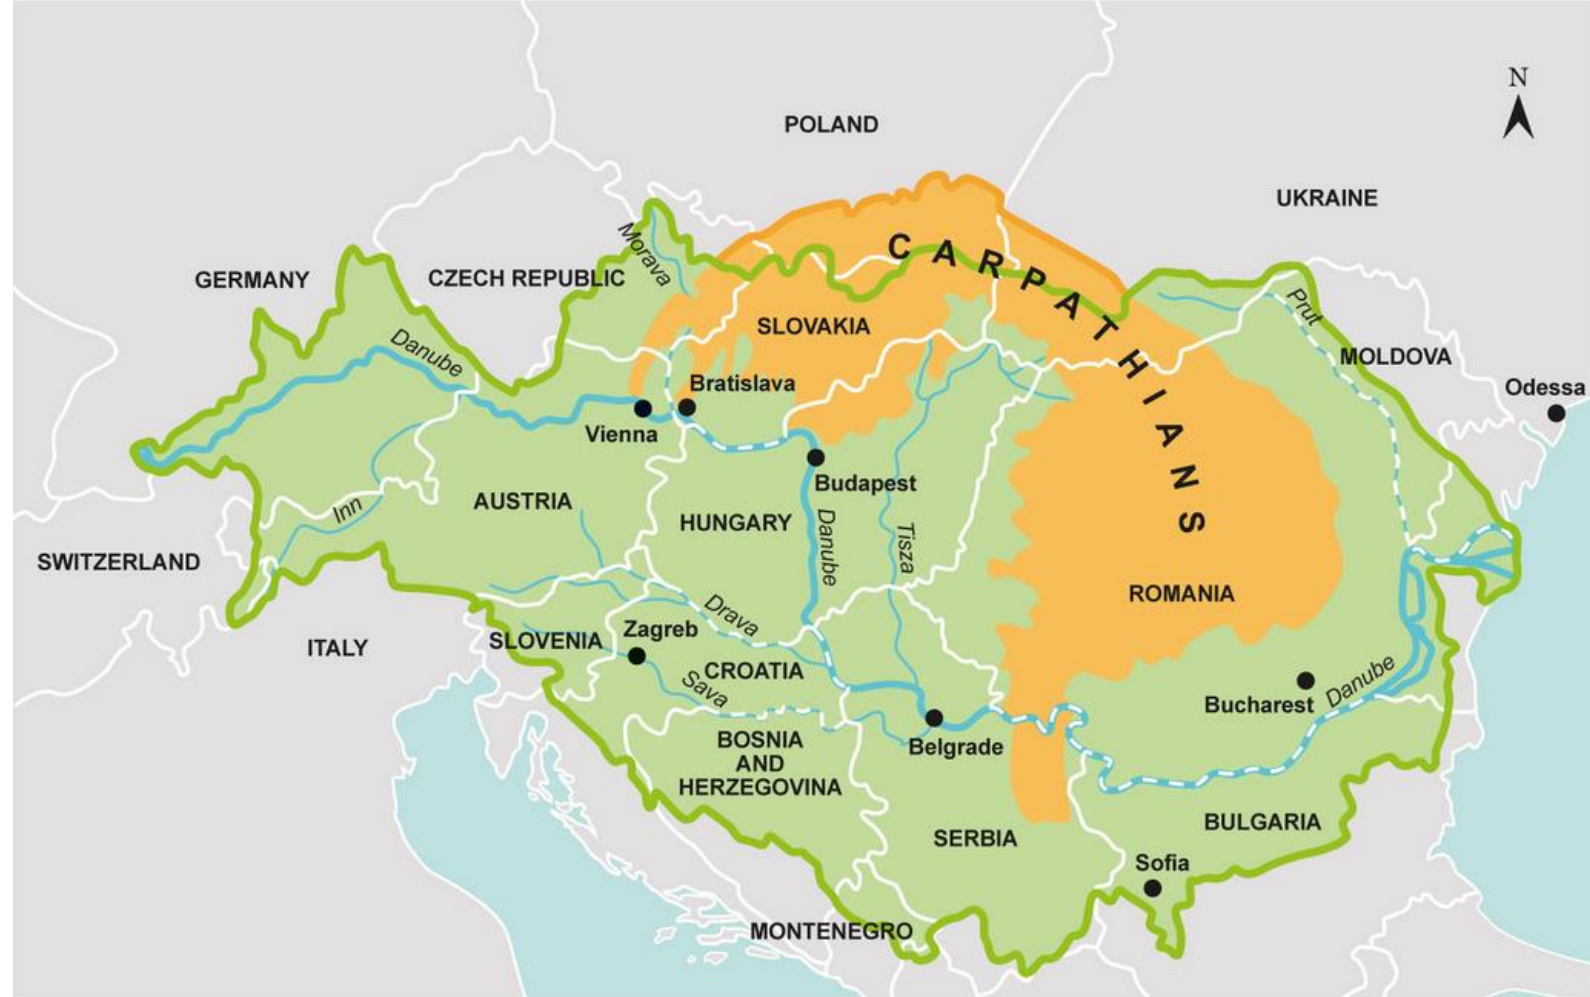 N
POLAND
UKRAINE
CARPATHIANS
Morava
GERMANY
CZECH REPUBLIC
Prut
SLOVAKIA
Danube
MOLDOVA
Bratislava
Odessa
Vienna
Budapest
AUSTRIA
Inn
HUNGARY
Danube
Tisza
SWITZERLAND
ROMANIA
Drava
Zagreb
SLOVENIA
ITALY
CROATIA
Sava
Danube
Bucharest
BOSNIA
AND
HERZEGOVINA
Belgrade
BULGARIA
SERBIA
Sofia
MONTENEGRO